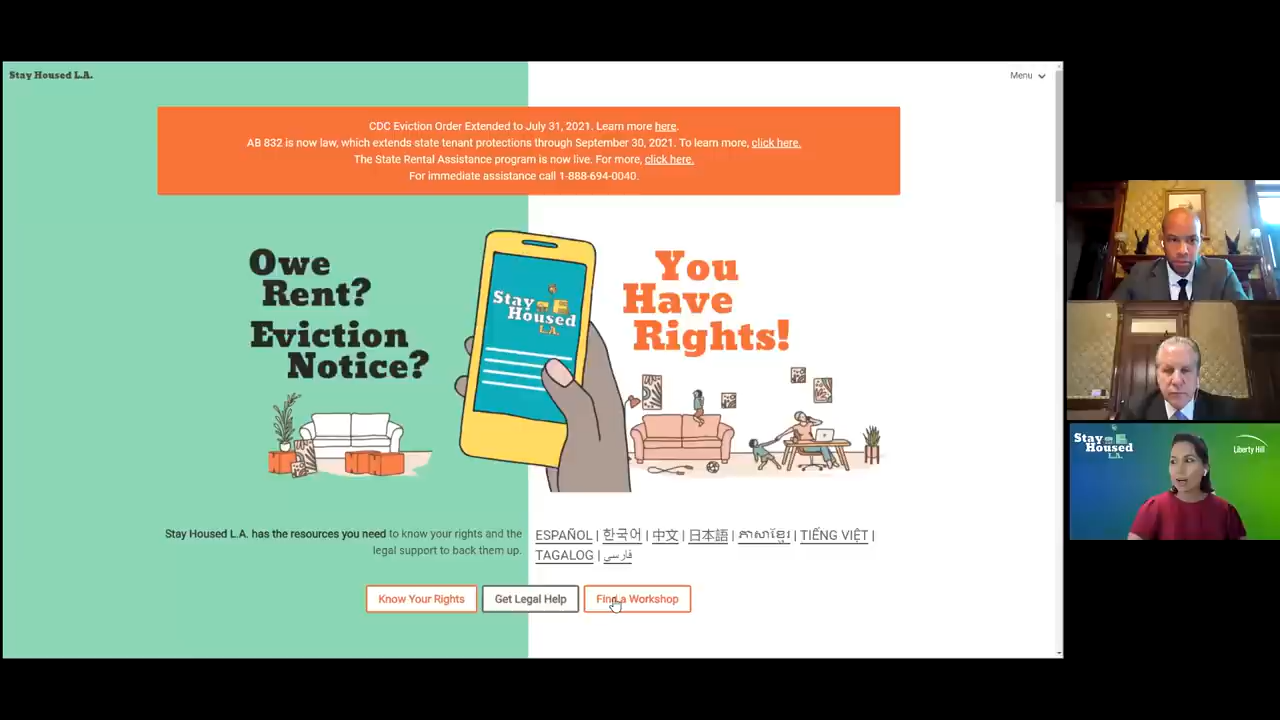 Stay Housed L.A.
Menu
CDC Eviction Order Extended to July 31, 2021. Learn more here.
AB 832 is now law, which extends state tenant protections through September 30, 2021. To learn more, click here.
The State Rental Assistance program is now live. For more, click here.
For immediate assistance call 1-888-694-0040.
Owe
Rent?
Eviction
Notice?
Stay
Housed
L.A.
You
Have
Rights!
Stay Housed L.A. has the resources you need to know your rights and the
legal support to back them up.
ESPAÑOL | 한국어 | 中文 | 日本語 | ភាសាខ្មែរ | TIẾNG VIỆT |
TAGALOG | فارسی
Know Your Rights
Get Legal Help
Find a Workshop
Stay
Housed
L.A.
Liberty Hill